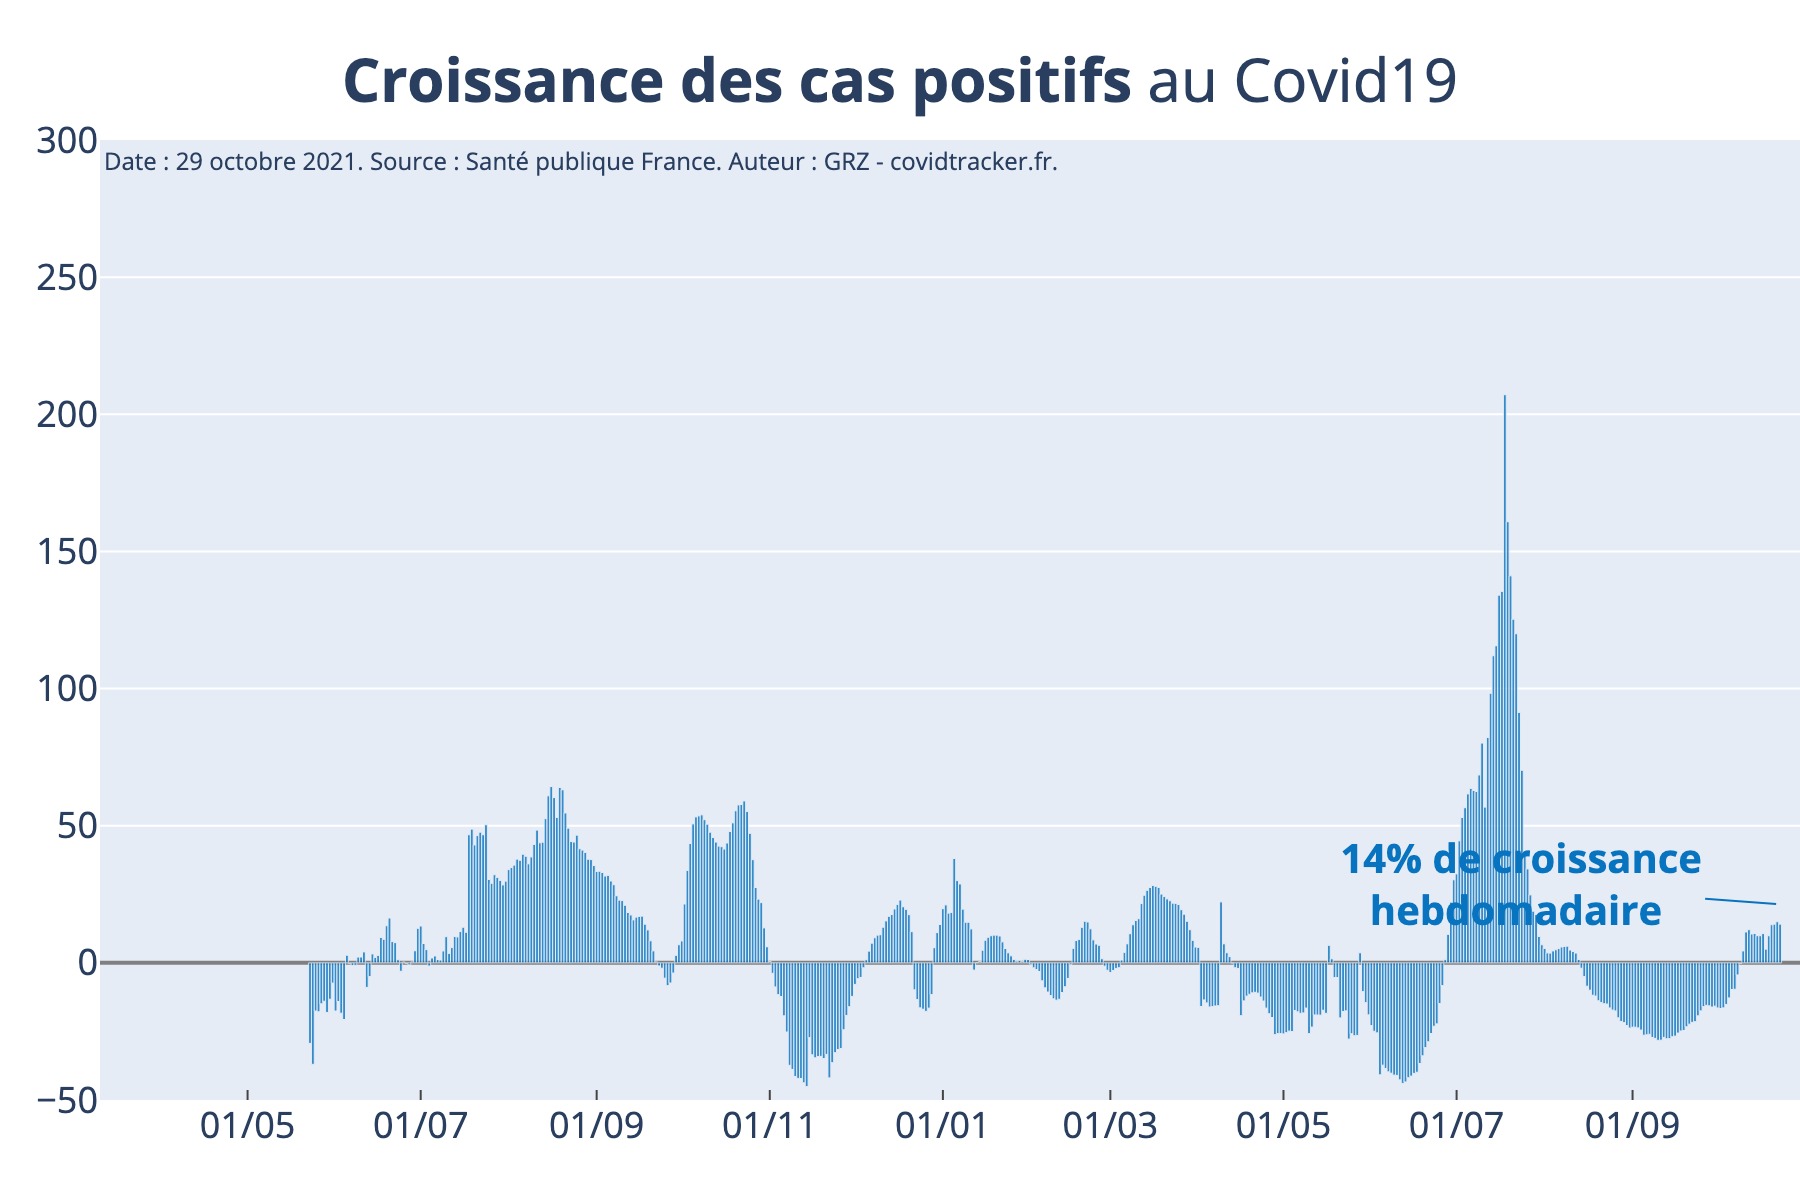 Croissance des cas positifs au Covid19
300
Date : 29 octobre 2021. Source : Santé publique France. Auteur : GRZ - covidtracker.fr.
250
200
150
100
50
14% de croissance
hebdomadaire
0
−50
01/05 01/07 01/09 01/11 01/01 01/03 01/05 01/07 01/09